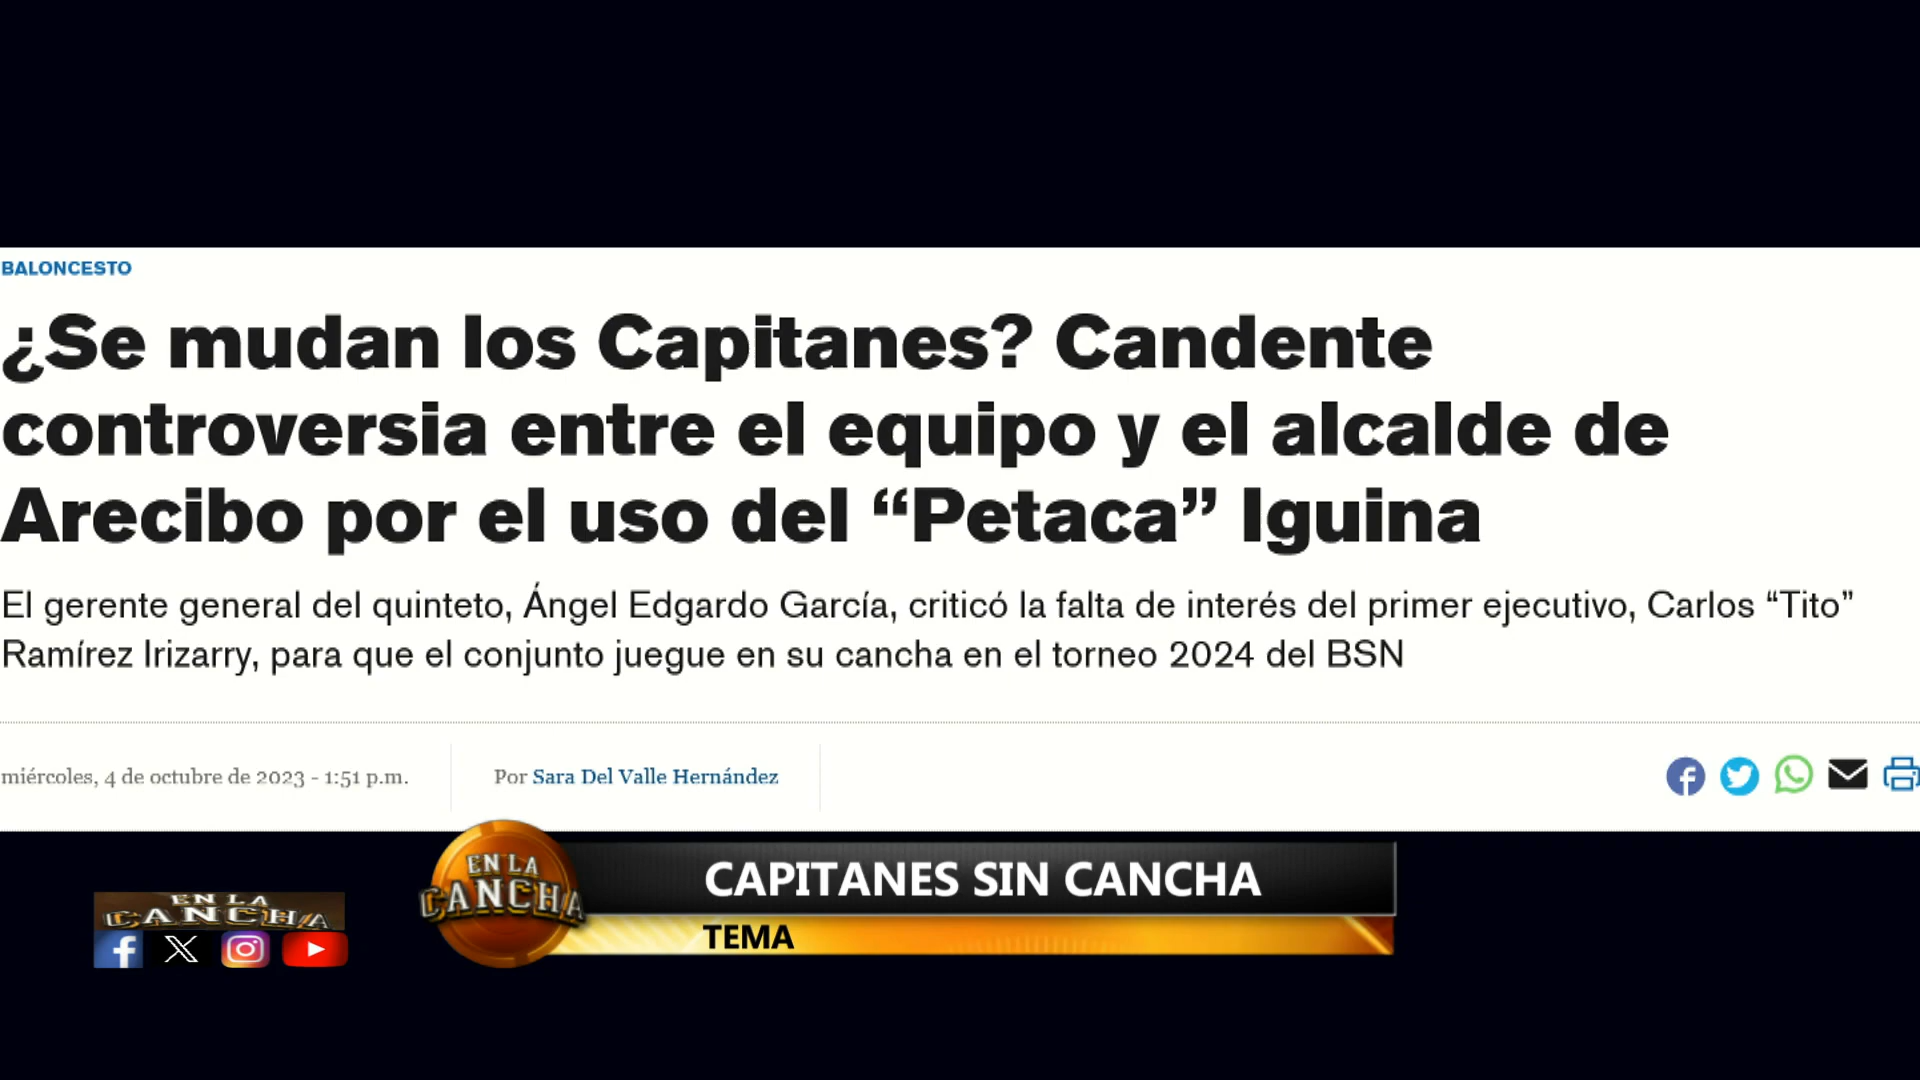 BALONCESTO
¿Se mudan los Capitanes? Candente
controversia entre el equipo y el alcalde de
Arecibo por el uso del “Petaca” Iguina
El gerente general del quinteto, Ángel Edgardo García, criticó la falta de interés del primer ejecutivo, Carlos “Tito”
Ramírez Irizarry, para que el conjunto juegue en su cancha en el torneo 2024 del BSN
miércoles, 4 de octubre de 2023 - 1:51 p.m.
Por Sara Del Valle Hernández
EN LA
CANCHA
CAPITANES SIN CANCHA
TEMA
EN LA
CANCHA